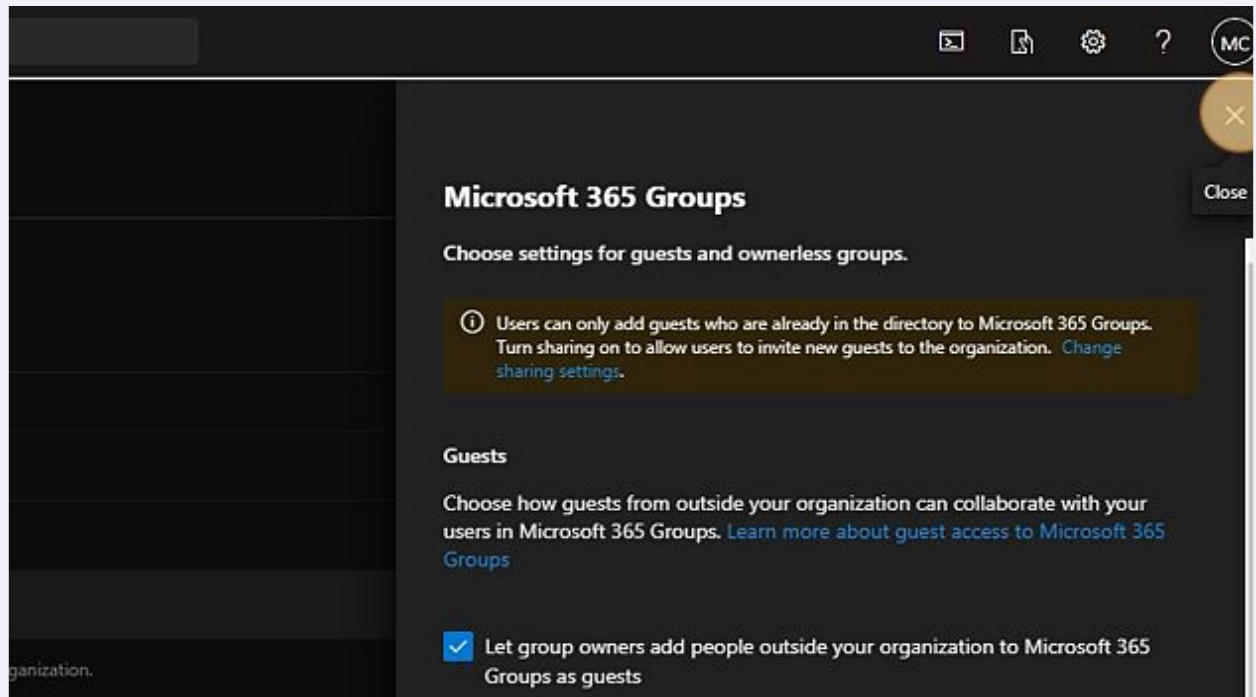 MC
Close
Microsoft 365 Groups
Choose settings for guests and ownerless groups.
Users can only add guests who are already in the directory to Microsoft 365 Groups.
Turn sharing on to allow users to invite new guests to the organization. Change
sharing settings.
Guests
Choose how guests from outside your organization can collaborate with your
users in Microsoft 365 Groups. Learn more about guest access to Microsoft 365
Groups
Let group owners add people outside your organization to Microsoft 365
Groups as guests
ganization.